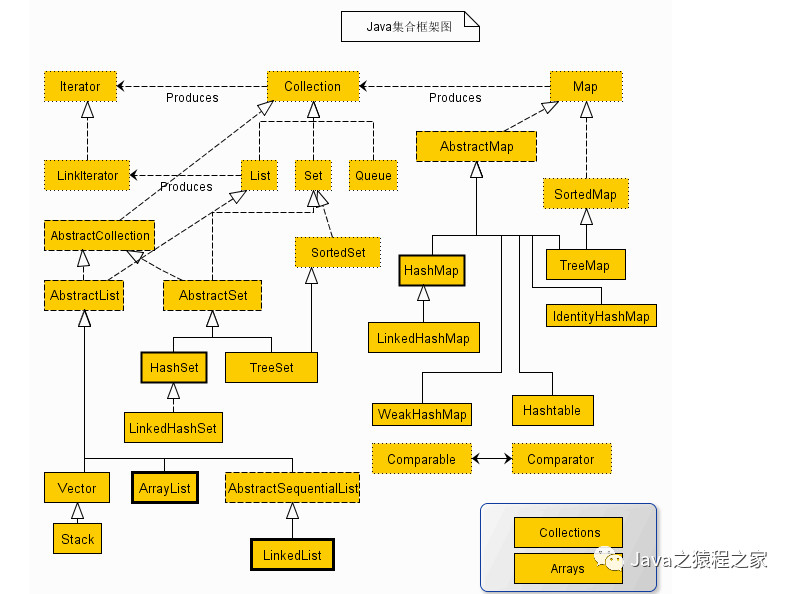 Java集合框架图
Iterator
Produces
Collection
Produces
Map
AbstractMap
LinkIterator
Produces
List
Set
Queue
SortedMap
AbstractCollection
SortedSet
HashMap
TreeMap
AbstractList
AbstractSet
IdentityHashMap
LinkedHashMap
HashSet
TreeSet
WeakHashMap
Hashtable
LinkedHashSet
Comparable
Comparator
Vector
ArrayList
AbstractSequentialList
Stack
LinkedList
Collections
Arrays
Java之猿程之家